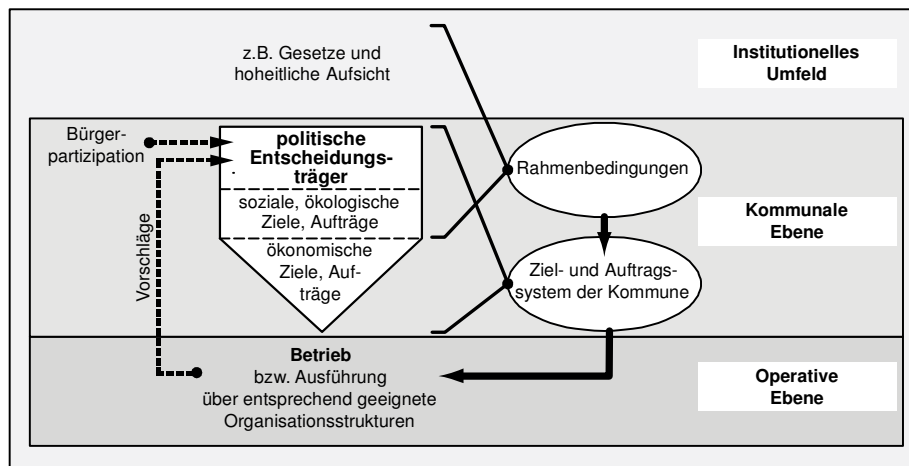 z.B. Gesetze und
hoheitliche Aufsicht
Institutionelles
Umfeld
Bürger-
partizipation
politische
Entscheidungs-
träger
soziale, ökologische
Ziele, Aufträge
ökonomische
Ziele, Auf-
träge
Rahmenbedingungen
Ziel- und Auftrags-
system der Kommune
Kommunale
Ebene
Vorschläge
Betrieb
bzw. Ausführung
über entsprechend geeignete
Organisationsstrukturen
Operative
Ebene